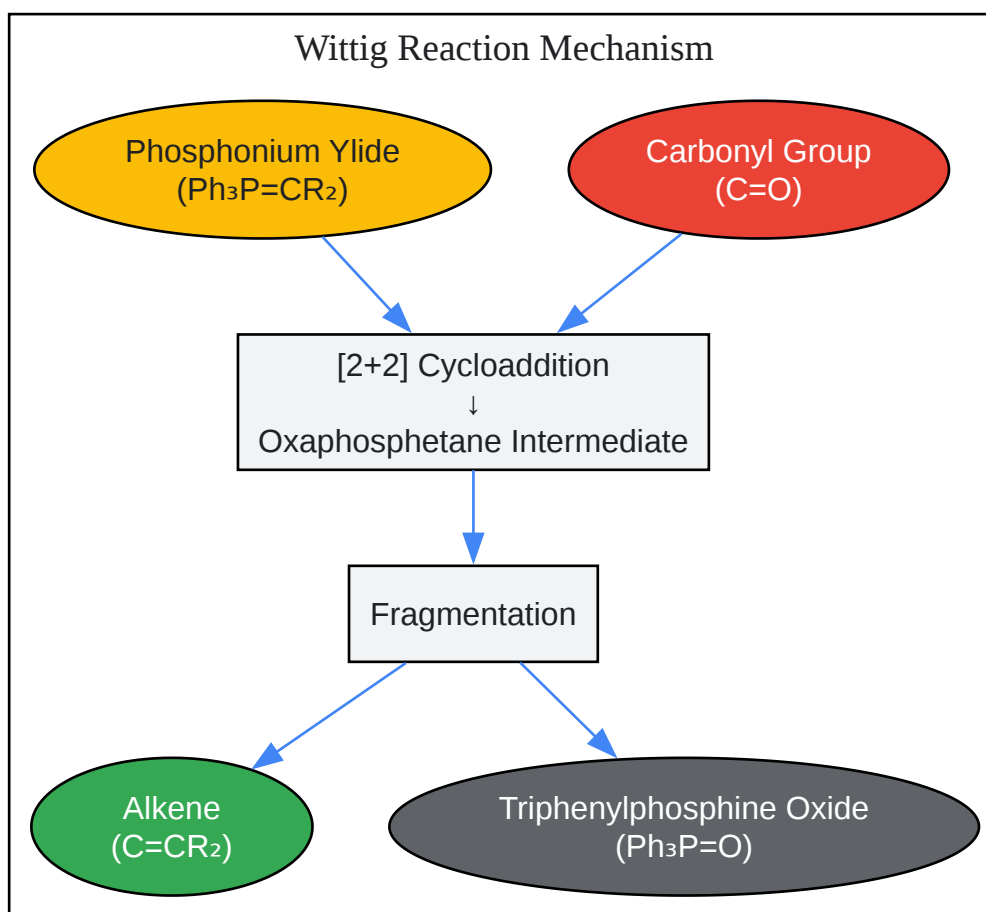 Wittig Reaction Mechanism
Phosphonium Ylide
(Ph₃P=CR₂)
Carbonyl Group
(C=O)
[2+2] Cycloaddition
↓
Oxaphosphetane Intermediate
Fragmentation
Alkene
(C=CR₂)
Triphenylphosphine Oxide
(Ph₃P=O)